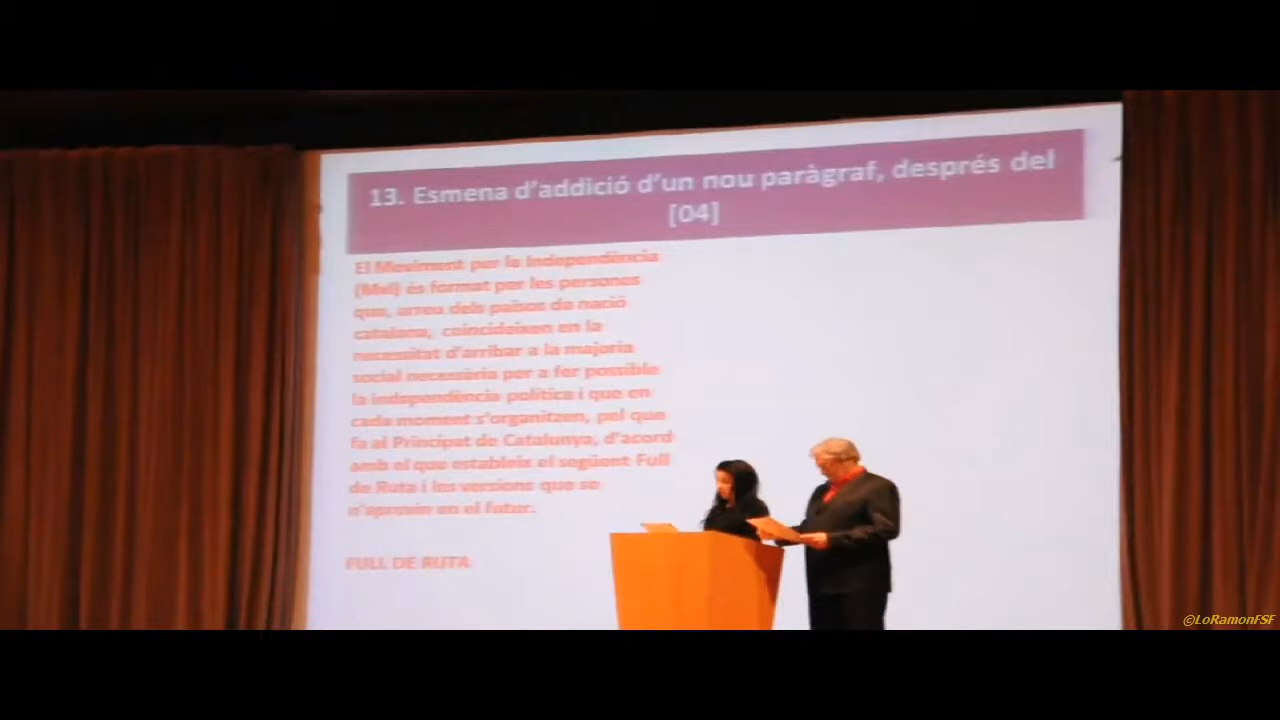 13. Esmena d'addició d'un nou paràgraf, després del
[04]
El Moviment per la Independència
(MxI) és format per les persones
que, arreu dels països de nació
catalana, coincideixen en la
necessitat d'arribar a la majoria
social necessària per a fer possible
la independència política i que en
cada moment s'organitzen, pel que
fa al Principat de Catalunya, d'acord
amb el que estableix el següent Full
de Ruta i les versions que se
n'aprovin en el futur.
FULL DE RUTA
©LoRamonFSF